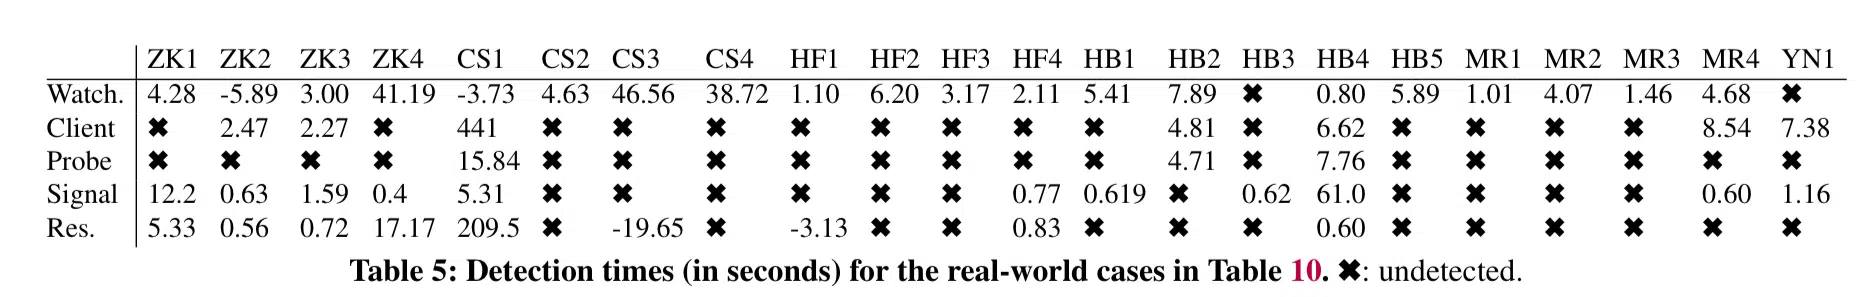 ZK1 ZK2 ZK3 ZK4 CS1 CS2 CS3 CS4 HF1 HF2 HF3 HF4 HB1 HB2 HB3 HB4 HB5 MR1 MR2 MR3 MR4 YN1
Watch. 4.28 -5.89 3.00 41.19 -3.73 4.63 46.56 38.72 1.10 6.20 3.17 2.11 5.41 7.89 ✖ 0.80 5.89 1.01 4.07 1.46 4.68 ✖
Client ✖ 2.47 2.27 ✖ 441 ✖ ✖ ✖ ✖ ✖ ✖ ✖ ✖ 4.81 ✖ 6.62 ✖ ✖ ✖ ✖ 8.54 7.38
Probe ✖ ✖ ✖ ✖ 15.84 ✖ ✖ ✖ ✖ ✖ ✖ ✖ ✖ 4.71 ✖ 7.76 ✖ ✖ ✖ ✖ ✖ ✖
Signal 12.2 0.63 1.59 0.4 5.31 ✖ ✖ ✖ ✖ ✖ ✖ 0.77 0.619 ✖ 0.62 61.0 ✖ ✖ ✖ ✖ 0.60 1.16
Res. 5.33 0.56 0.72 17.17 209.5 ✖ -19.65 ✖ -3.13 ✖ ✖ 0.83 ✖ ✖ ✖ 0.60 ✖ ✖ ✖ ✖ ✖ ✖
Table 5: Detection times (in seconds) for the real-world cases in Table 10. ✖: undetected.